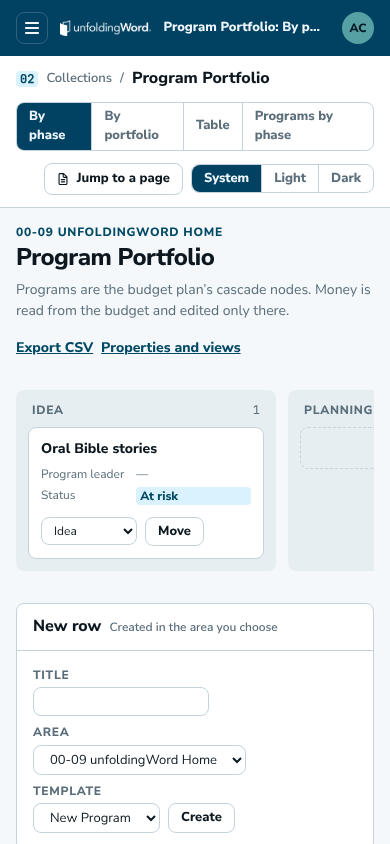 unfoldingWord. Program Portfolio: By p... AC
02 Collections / Program Portfolio
By phase
By portfolio
Table
Programs by phase
Jump to a page
System Light Dark
00-09 UNFOLDINGWORD HOME
Program Portfolio
Programs are the budget plan's cascade nodes. Money is
read from the budget and edited only there.
Export CSV Properties and views
IDEA 1
PLANNING
Oral Bible stories
Program leader —
Status At risk
Idea Move
New row Created in the area you choose
TITLE
AREA
00-09 unfoldingWord Home
TEMPLATE
New Program Create